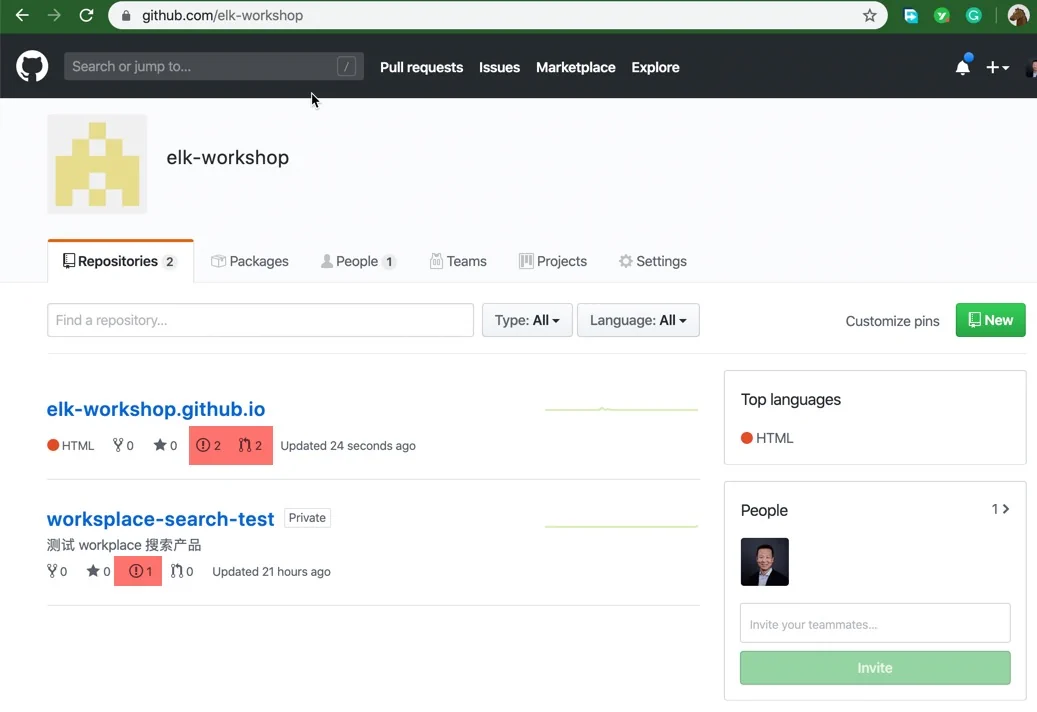 github.com/elk-workshop
Search or jump to... /
Pull requests Issues Marketplace Explore
elk-workshop
Repositories 2 Packages People 1 Teams Projects Settings
Find a repository... Type: All Language: All Customize pins New
elk-workshop.github.io
HTML 0 0 2 2 Updated 24 seconds ago
worksplace-search-test Private
测试 workplace 搜索产品
0 0 1 0 Updated 21 hours ago
Top languages
HTML
People 1
Invite your teammates...
Invite